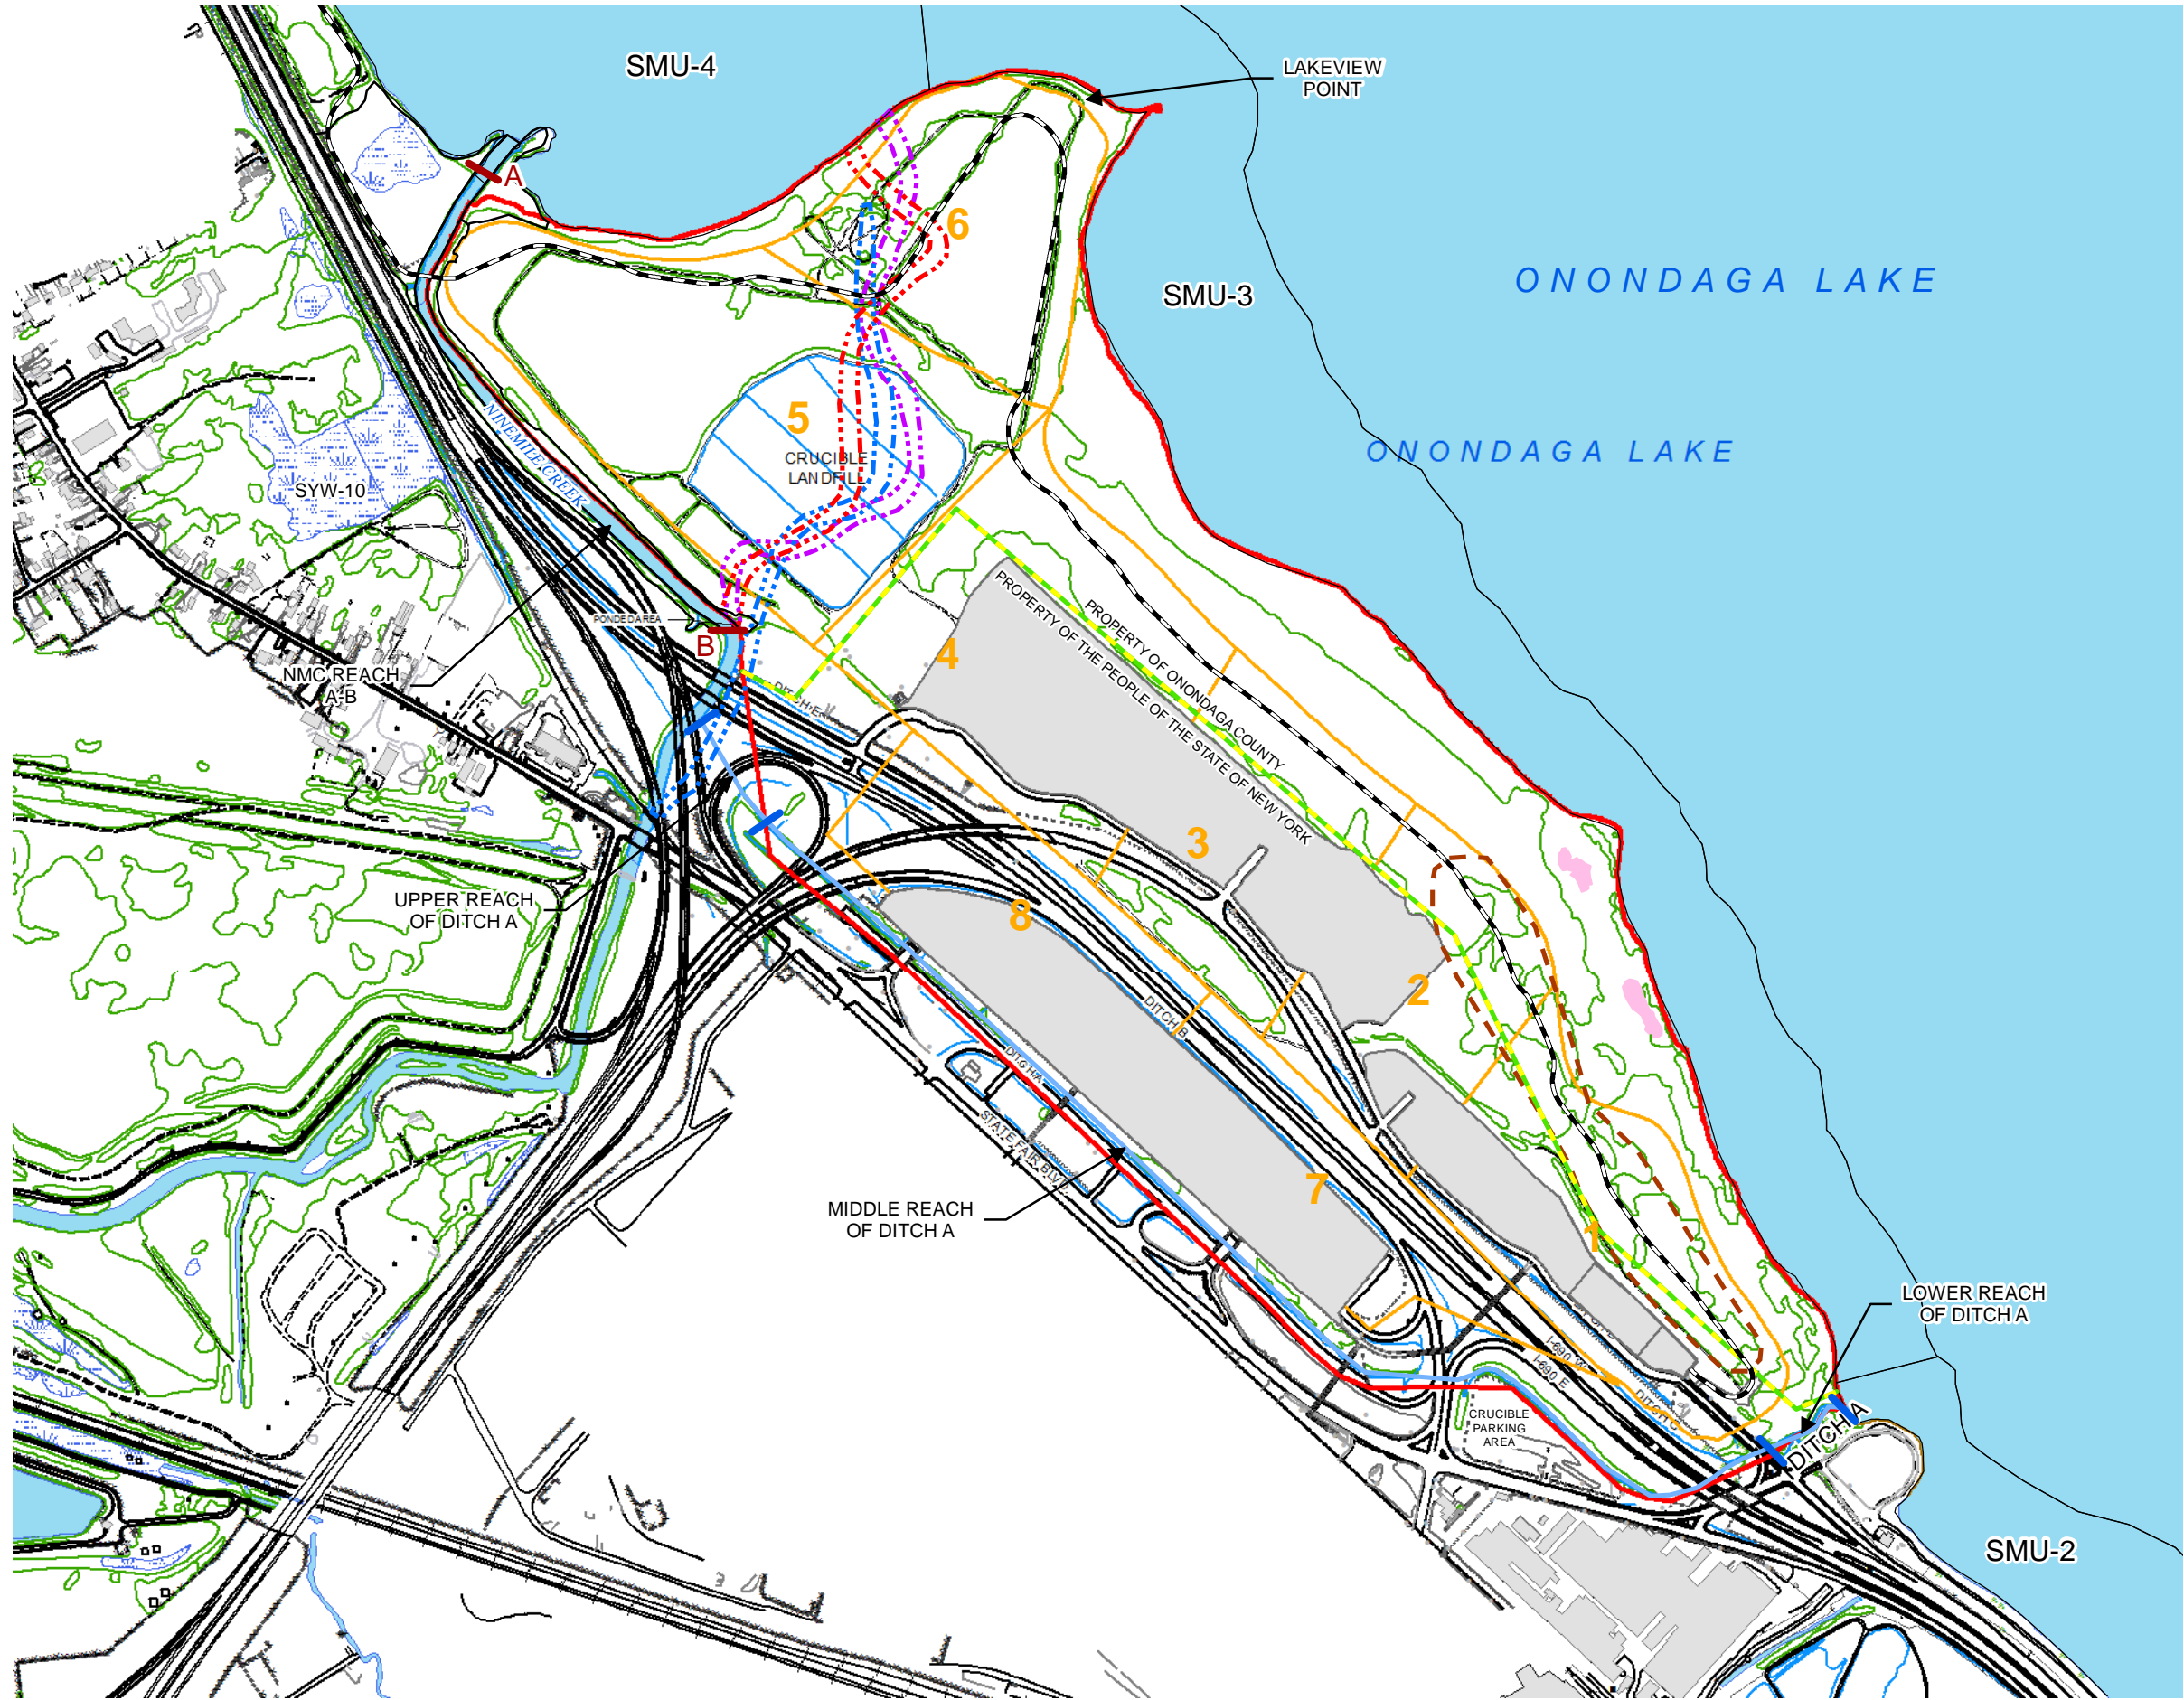 SMU-4
LAKEVIEW
POINT
A
6
ONONDAGA LAKE
SMU-3
5
NINEMILE CREEK
ONONDAGA LAKE
CRUCIBLE
LANDFILL
SYW-10
PONDED AREA
B
4
NMC REACH
A-B
PROPERTY OF ONONDAGA COUNTY
PROPERTY OF THE PEOPLE OF THE STATE OF NEW YORK
DITCH E
3
UPPER REACH
OF DITCH A
8
2
DITCH B
DITCH A
STATE FAIR BLVD.
MIDDLE REACH
OF DITCH A
7
1
LOWER REACH
OF DITCH A
I-690 W
I-690 E
DITCH C
CRUCIBLE
PARKING
AREA
DITCH A
SMU-2